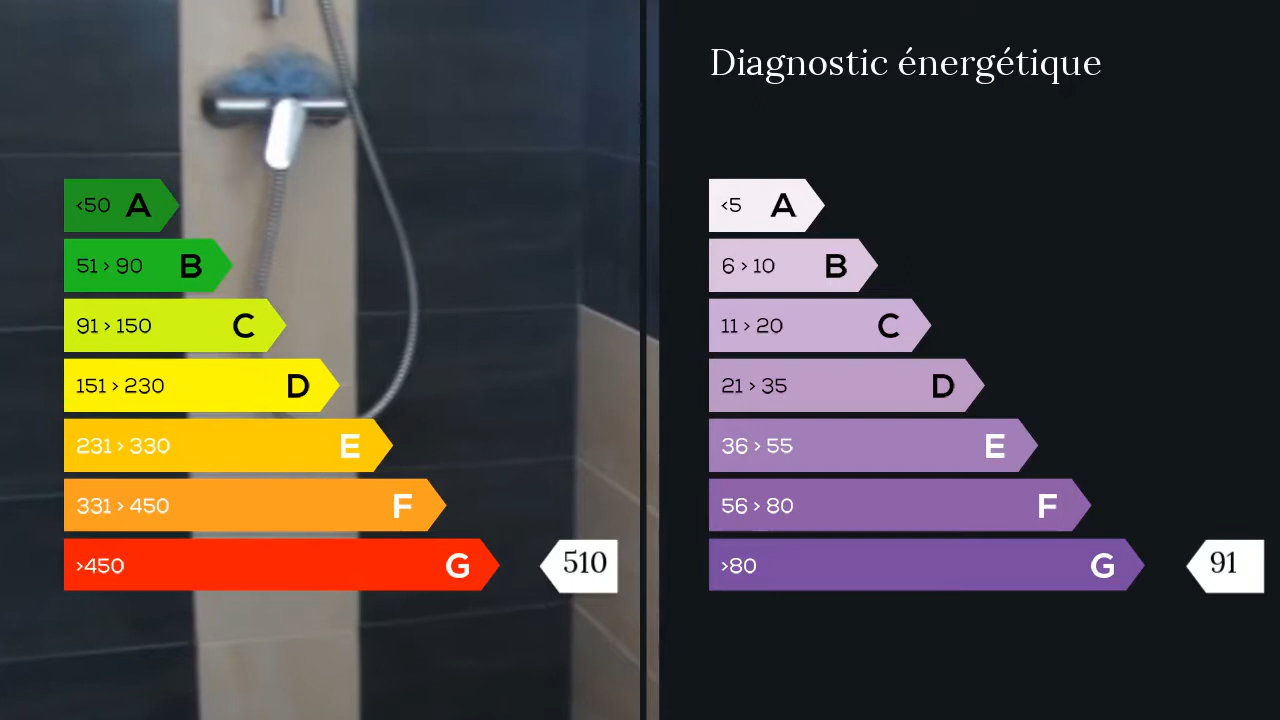 Diagnostic énergétique
<50 A
51 > 90 B
91 > 150 C
151 > 230 D
231 > 330 E
331 > 450 F
>450 G
510
<5 A
6 > 10 B
11 > 20 C
21 > 35 D
36 > 55 E
56 > 80 F
>80 G
91